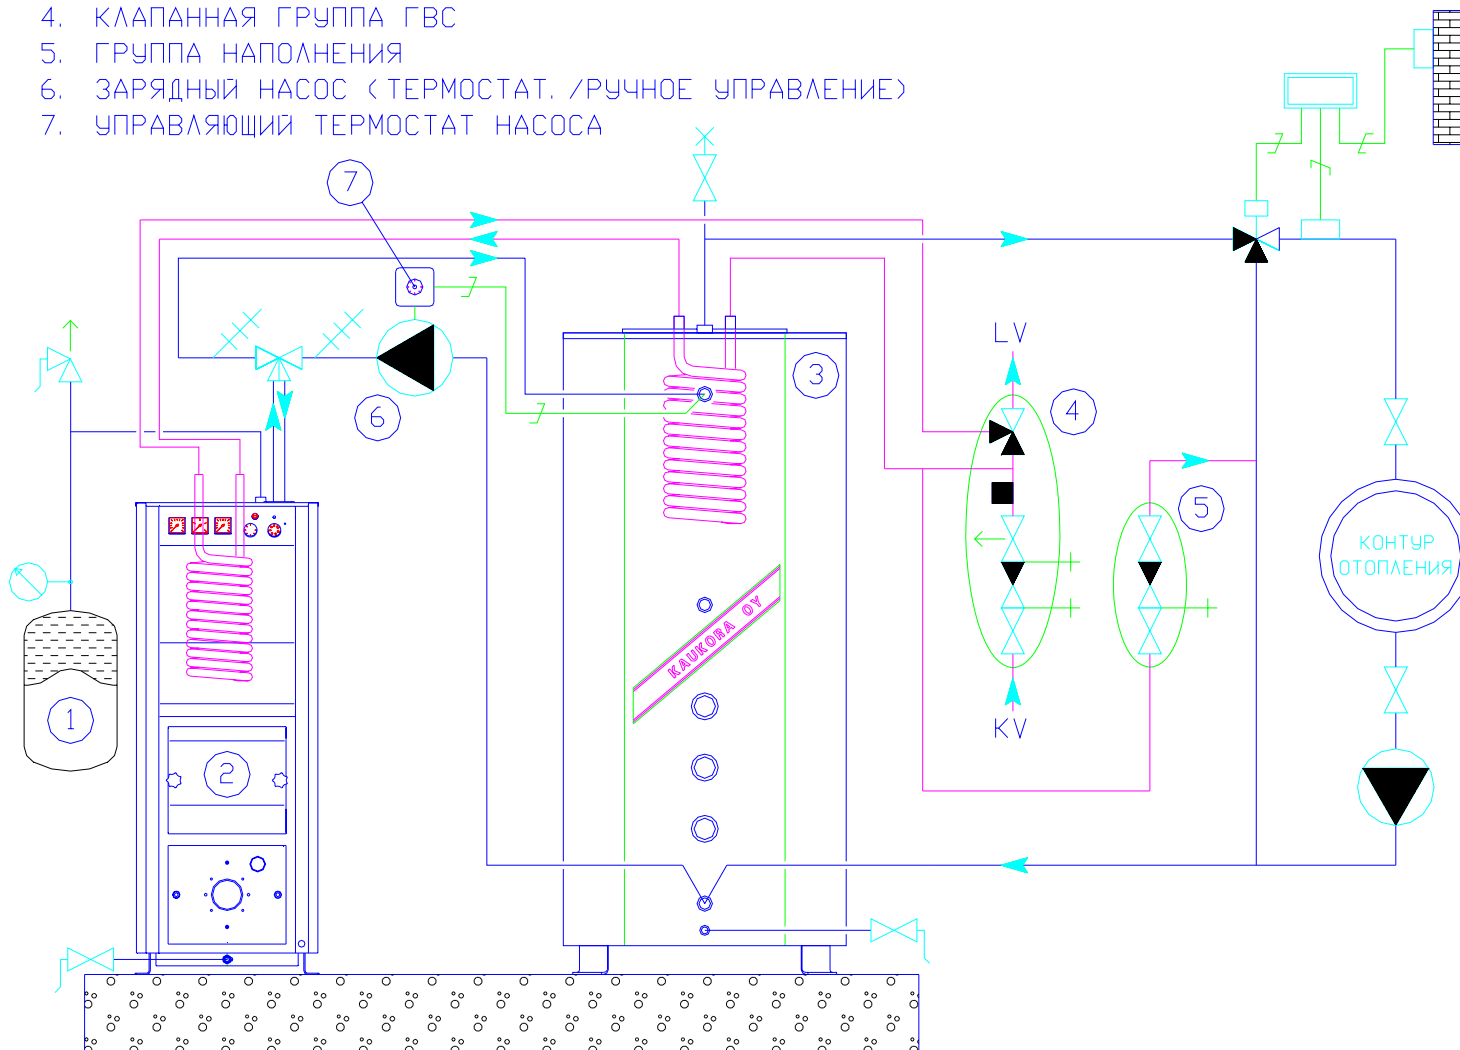 4. КЛАПАННАЯ ГРУППА ГВС
5. ГРУППА НАПОЛНЕНИЯ
6. ЗАРЯДНЫЙ НАСОС (ТЕРМОСТАТ./РУЧНОЕ УПРАВЛЕНИЕ)
7. УПРАВЛЯЮЩИЙ ТЕРМОСТАТ НАСОСА
7
LV
3
4
6
5
КОНТУР
ОТОПЛЕНИЯ
KAUKORA OY
1
KV
2